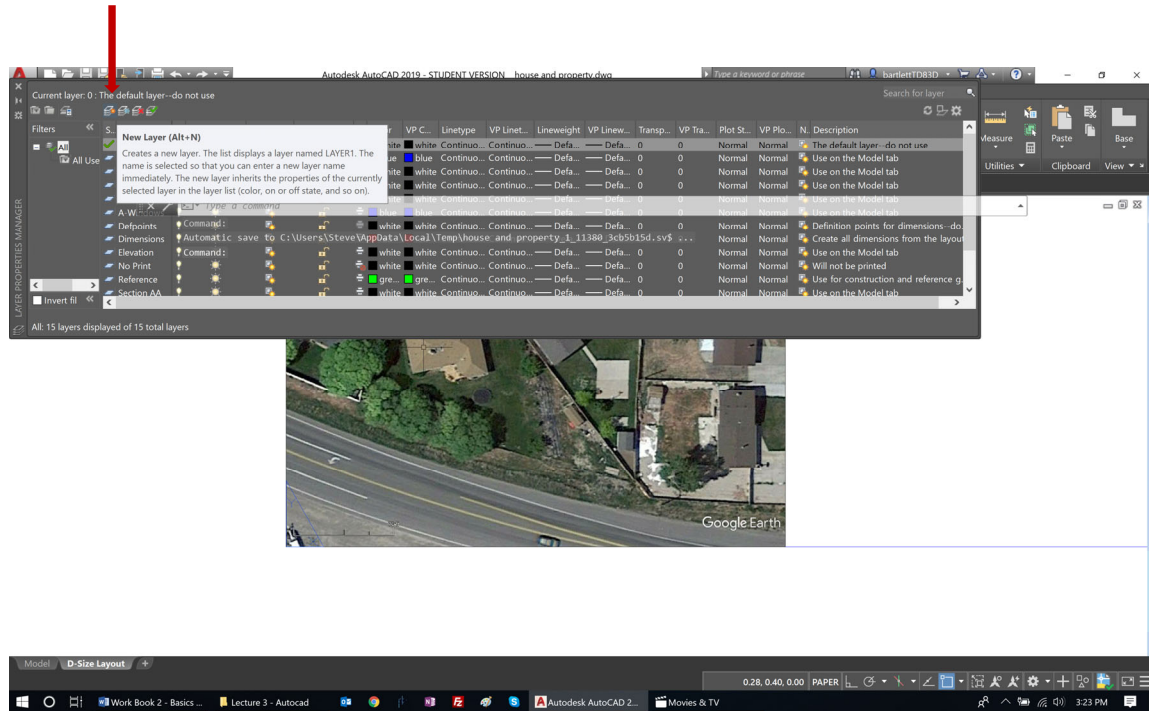 Autodesk AutoCAD 2019 - STUDENT VERSION house and property.dwg
Type a keyword or phrase
bartlettTD83D
Current layer: 0 : The default layer--do not use
Search for layer
Filters
S..
VP C...
Linetype
VP Linet...
Lineweight
VP Linew...
Transp...
VP Tra...
Plot St...
VP Plo...
N.
Description
All
All Use
New Layer (Alt+N)
Creates a new layer. The list displays a layer named LAYER1. The
name is selected so that you can enter a new layer name
immediately. The new layer inherits the properties of the currently
selected layer in the layer list (color, on or off state, and so on).
white Continuo... Continuo... Defa... Defa... 0 0 Normal Normal The default layer--do not use
blue Continuo... Continuo... Defa... Defa... 0 0 Normal Normal Use on the Model tab
white Continuo... Continuo... Defa... Defa... 0 0 Normal Normal Use on the Model tab
white Continuo... Continuo... Defa... Defa... 0 0 Normal Normal Use on the Model tab
Type a command
blue blue Continuo... Continuo... Defa... Defa... 0 0 Normal Normal Use on the Model tab
Defpoints Command: white white Continuo... Continuo... Defa... Defa... 0 0 Normal Normal Definition points for dimensions--do.
Dimensions Automatic save to C:\Users\Steve\AppData\Local\Temp\house and property_1_11380_3cb5b15d.sv$ ... Normal Normal Create all dimensions from the layout
Elevation Command: white white Continuo... Continuo... Defa... Defa... 0 0 Normal Normal Use on the Model tab
No Print white white Continuo... Continuo... Defa... Defa... 0 0 Normal Normal Will not be printed
Reference gre... gre... Continuo... Continuo... Defa... Defa... 0 0 Normal Normal Use for construction and reference g.
Section AA white white Continuo... Continuo... Defa... Defa... 0 0 Normal Normal Use on the Model tab
Invert fil
LAYER PROPERTIES MANAGER
All: 15 layers displayed of 15 total layers
Measure
Paste
Base
Utilities
Clipboard
View
Google Earth
Model
D-Size Layout
0.28, 0.40, 0.00
PAPER
Work Book 2 - Basics ...
Lecture 3 - Autocad
Autodesk AutoCAD 2...
Movies & TV
3:23 PM